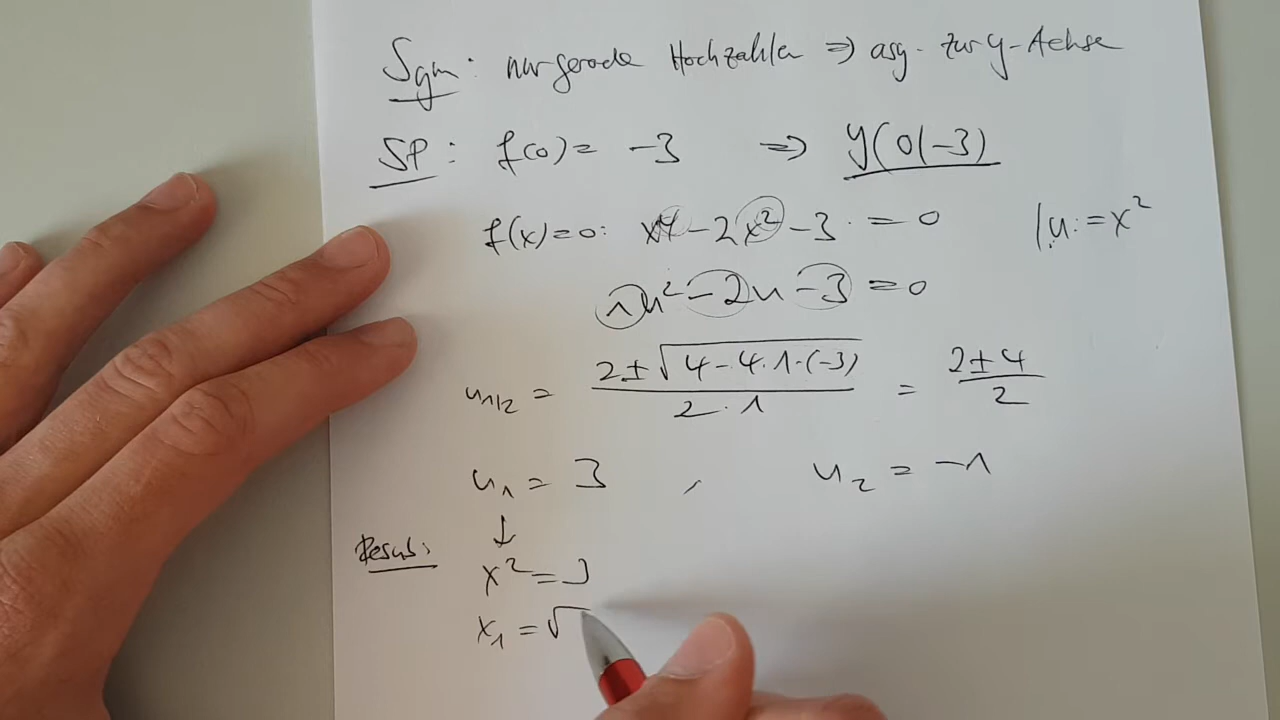 Sym: nur gerade Hochzahlen => asy. zur y-Achse
SP: f(0) = -3 => Y(0|-3)
f(x)=0: x⁴ - 2x² - 3 = 0 | u := x²
1u² - 2u - 3 = 0
u₁/₂ = (2 ± √(4 - 4·1·(-3))) / (2·1) = (2 ± 4) / 2
u₁ = 3 , u₂ = -1
Resub: ↓
x² = 3
x₁ = √